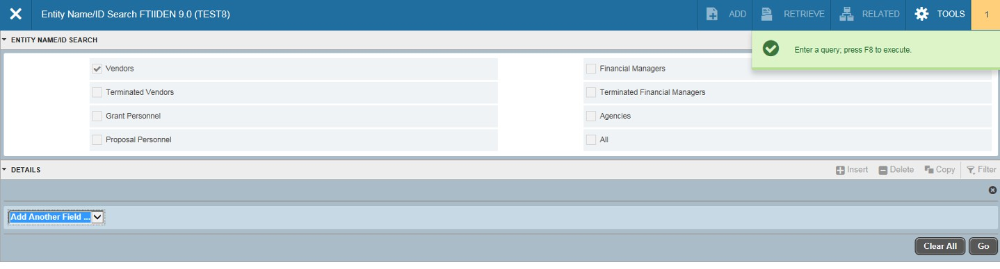 Entity Name/ID Search FTIIDEN 9.0 (TEST8) ADD RETRIEVE RELATED TOOLS 1
ENTITY NAME/ID SEARCH
Enter a query; press F8 to execute.
Vendors Financial Managers
Terminated Vendors Terminated Financial Managers
Grant Personnel Agencies
Proposal Personnel All
DETAILS Insert Delete Copy Filter
Add Another Field ...
Clear All Go